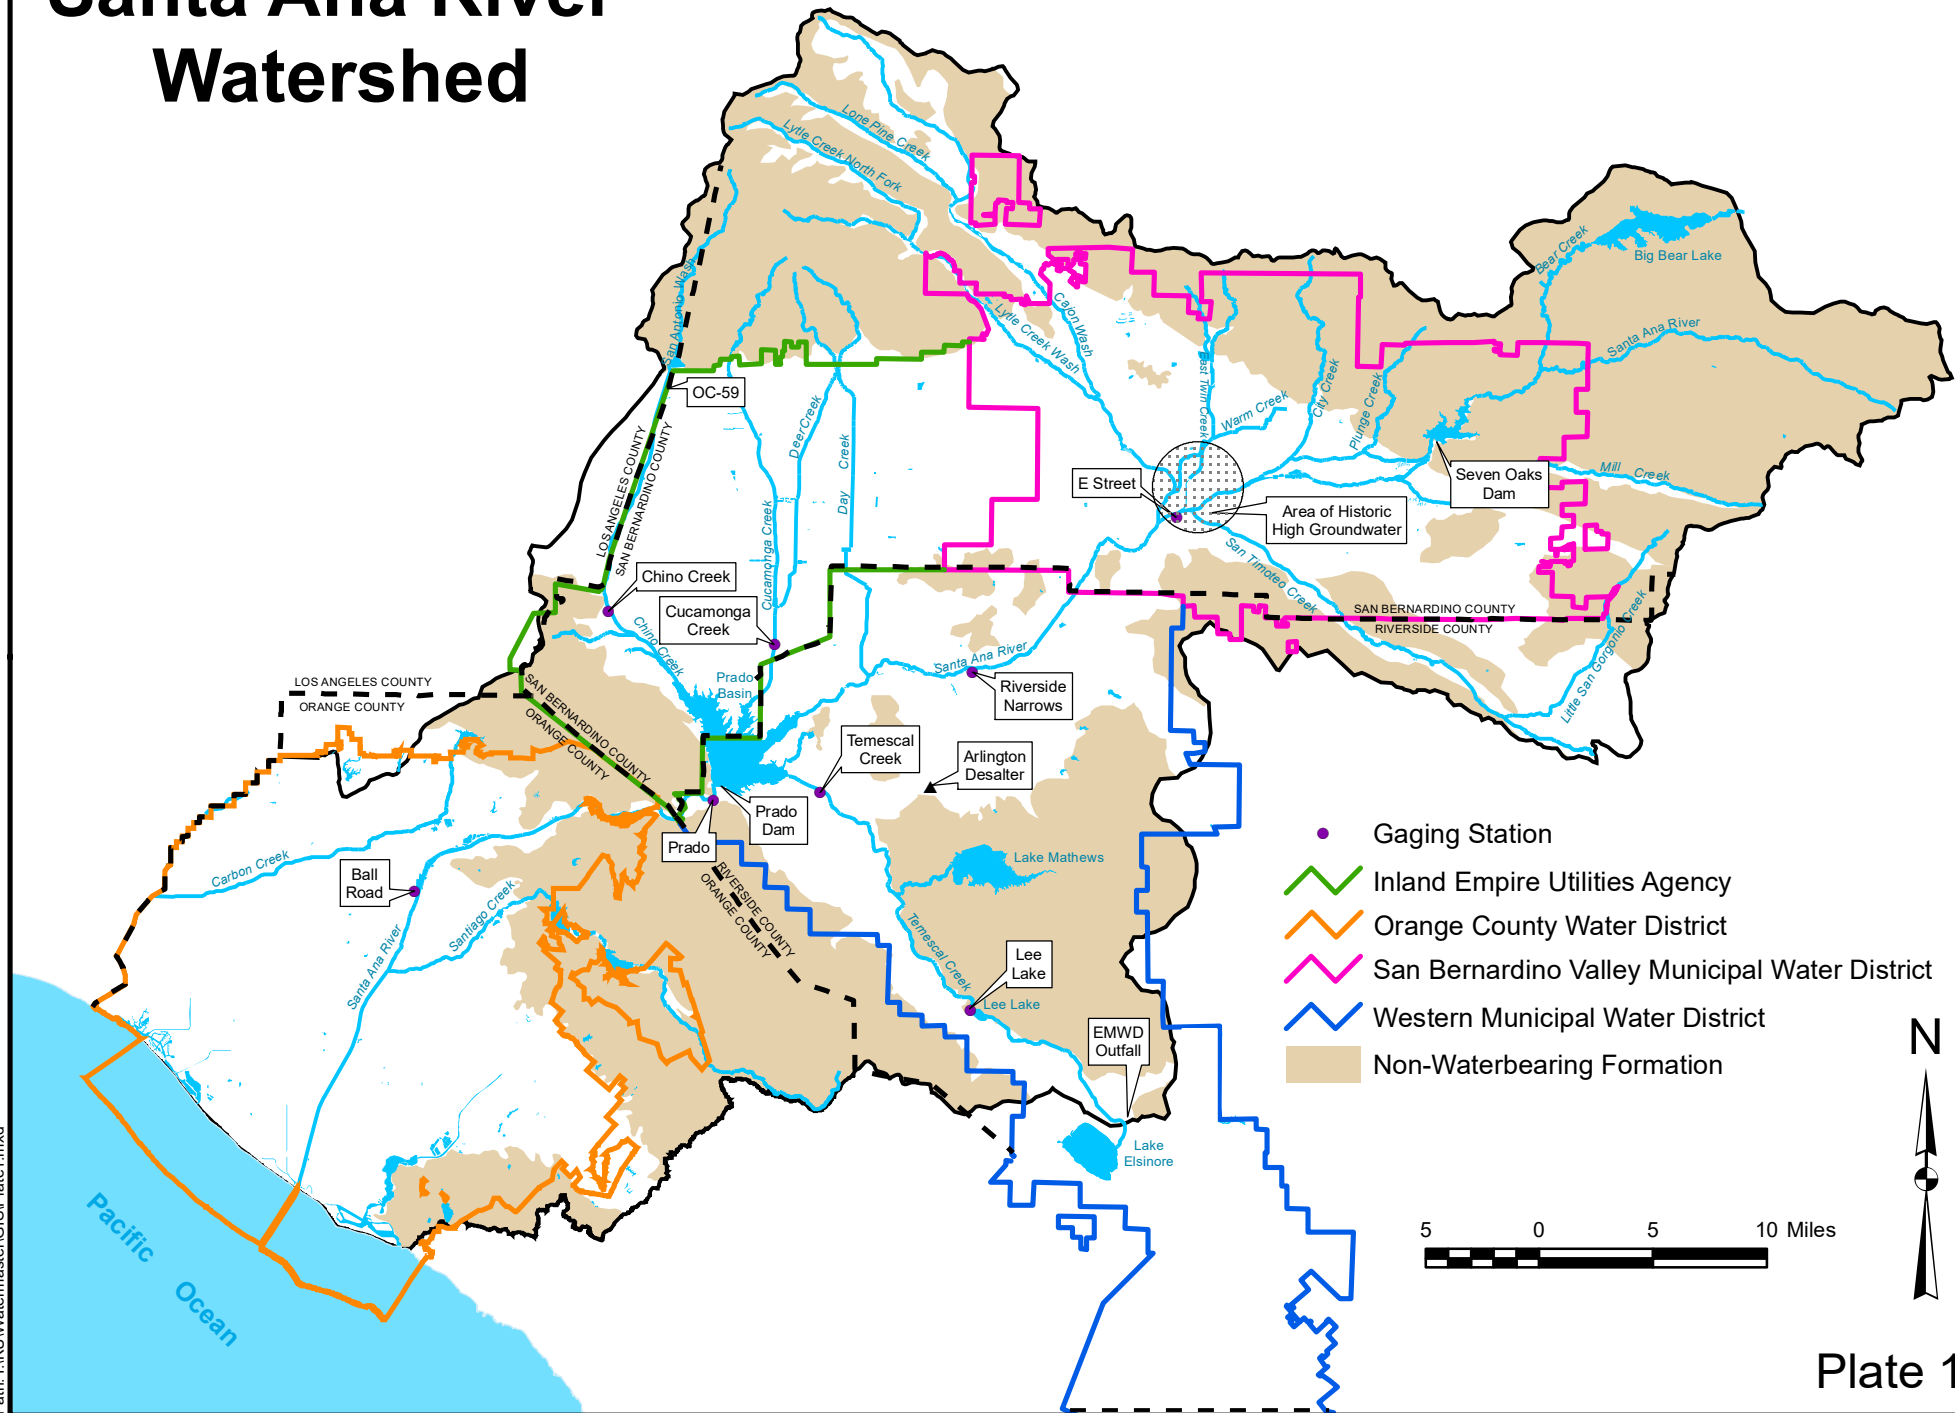 Santa Ana River
Watershed
Lone Pine Creek
Lytle Creek North Fork
San Antonio Wash
Cajon Wash
Lytle Creek Wash
East Twin Creek
Warm Creek
City Creek
Plunge Creek
Bear Creek
Big Bear Lake
Santa Ana River
Mill Creek
Seven Oaks
Dam
OC-59
LOS ANGELES COUNTY
SAN BERNARDINO COUNTY
Deer Creek
Day Creek
Cucamonga Creek
E Street
Area of Historic
High Groundwater
San Timoteo Creek
Chino Creek
Cucamonga
Creek
Chino Creek
SAN BERNARDINO COUNTY
RIVERSIDE COUNTY
Little San Gorgonio Creek
Santa Ana River
Riverside
Narrows
Prado
Basin
LOS ANGELES COUNTY
ORANGE COUNTY
SAN BERNARDINO COUNTY
ORANGE COUNTY
Temescal
Creek
Arlington
Desalter
Prado
Dam
Prado
Lake Mathews
Carbon Creek
Ball
Road
Santiago Creek
Santa Ana River
RIVERSIDE COUNTY
ORANGE COUNTY
Temescal Creek
Lee
Lake
Lee Lake
EMWD
Outfall
Lake
Elsinore
Pacific
Ocean
Gaging Station
Inland Empire Utilities Agency
Orange County Water District
San Bernardino Valley Municipal Water District
Western Municipal Water District
Non-Waterbearing Formation
N
5 0 5 10 Miles
Plate 1